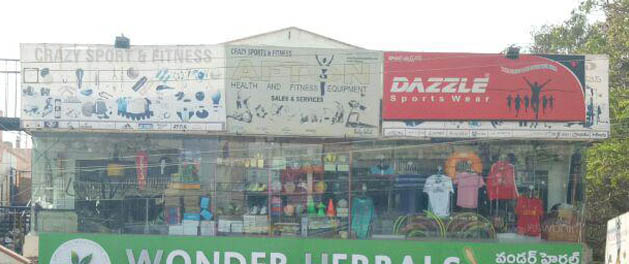 CRAZY SPORT & FITNESS
CRAZY SPORTS & FITNESS
HEALTH AND FITNESS EQUIPMENT
SALES & SERVICES
DAZZLE®
Sports Wear
WONDER HERBALS
వండర్ హెర్బల్